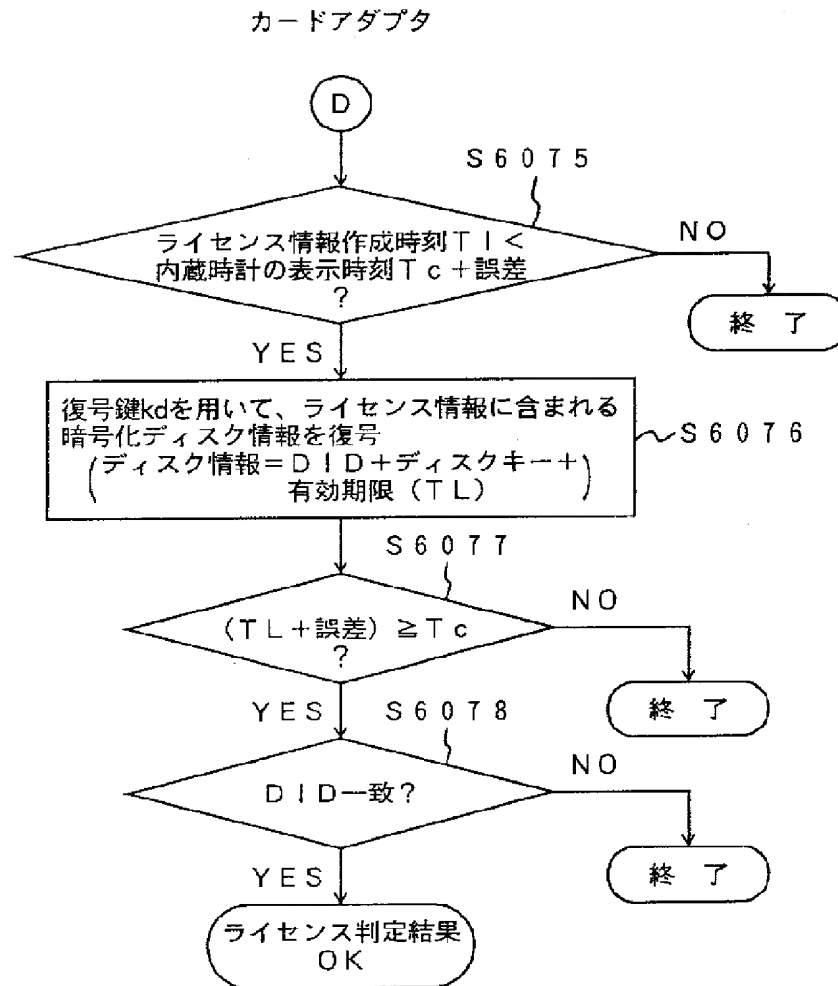 カードアダプタ
D
S6075
ライセンス情報作成時刻Tl<
内蔵時計の表示時刻Tc+誤差
?
NO
終 了
YES
復号鍵kdを用いて、ライセンス情報に含まれる
暗号化ディスク情報を復号
(ディスク情報=DID+ディスクキー+
有効期限(TL))
S6076
S6077
(TL+誤差)≧Tc
?
NO
終 了
YES
S6078
DID一致?
NO
終 了
YES
ライセンス判定結果
OK